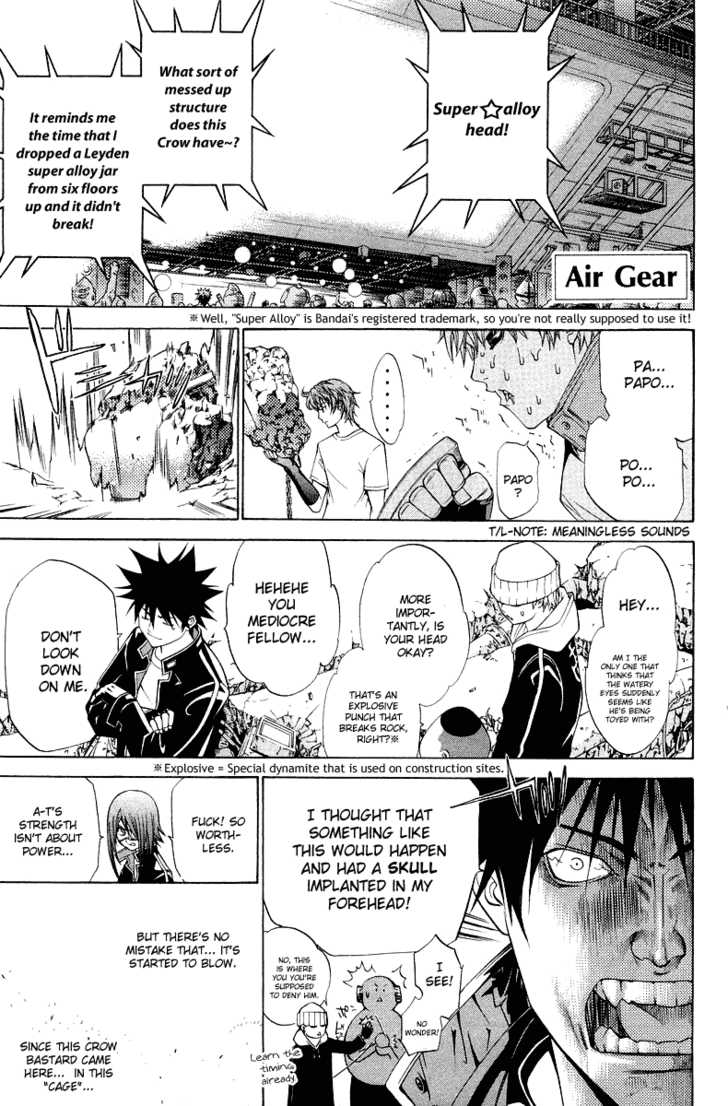 Super☆alloy
head!
What sort of
messed up
structure
does this
Crow have~?
It reminds me
the time that I
dropped a Leyden
super alloy jar
from six floors
up and it didn't
break!
Air Gear
※Well, "Super Alloy" is Bandai's registered trademark, so you're not really supposed to use it!
PA...
PAPO...
PO...
PO...
PAPO
?
T/L-NOTE: MEANINGLESS SOUNDS
HEY...
AM I THE
ONLY ONE THAT
THINKS THAT
THE WATERY
EYES SUDDENLY
SEEMS LIKE
HE'S BEING
TOYED WITH?
MORE
IMPOR-
TANTLY, IS
YOUR HEAD
OKAY?
THAT'S AN
EXPLOSIVE
PUNCH THAT
BREAKS ROCK,
RIGHT?※
HEHEHE
YOU
MEDIOCRE
FELLOW...
DON'T
LOOK
DOWN
ON ME.
※Explosive = Special dynamite that is used on construction sites.
I THOUGHT THAT
SOMETHING LIKE
THIS WOULD HAPPEN
AND HAD A SKULL
IMPLANTED IN MY
FOREHEAD!
I
SEE!
NO WONDER!
NO, THIS
IS WHERE
YOU YOU'RE
SUPPOSED
TO DENY HIM.
Learn the
timing
already
FUCK! SO
WORTH-
LESS.
A-T'S
STRENGTH
ISN'T ABOUT
POWER...
BUT THERE'S NO
MISTAKE THAT... IT'S
STARTED TO BLOW.
SINCE THIS CROW
BASTARD CAME
HERE... IN THIS
"CAGE"...